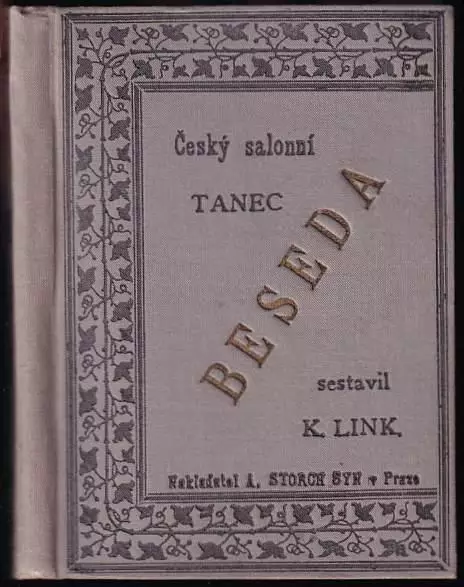 Český salonní
TANEC
BESEDA
sestavil
K. LINK.
Nakladatel A. STORCH SYN v Praze